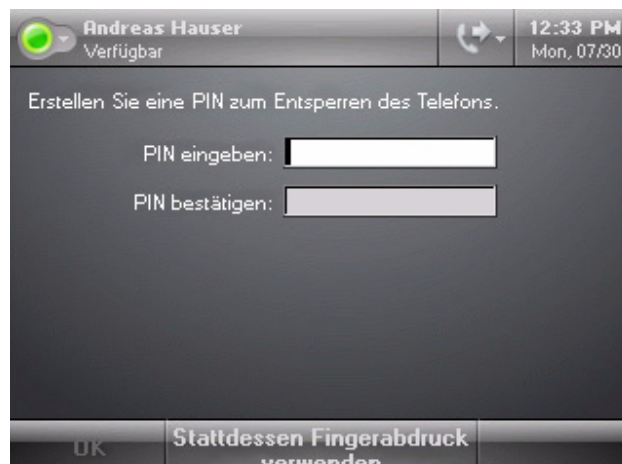 Andreas Hauser
Verfügbar
12:33 PM
Mon, 07/30
Erstellen Sie eine PIN zum Entsperren des Telefons.
PIN eingeben:
PIN bestätigen:
OK
Stattdessen Fingerabdruck
verwenden